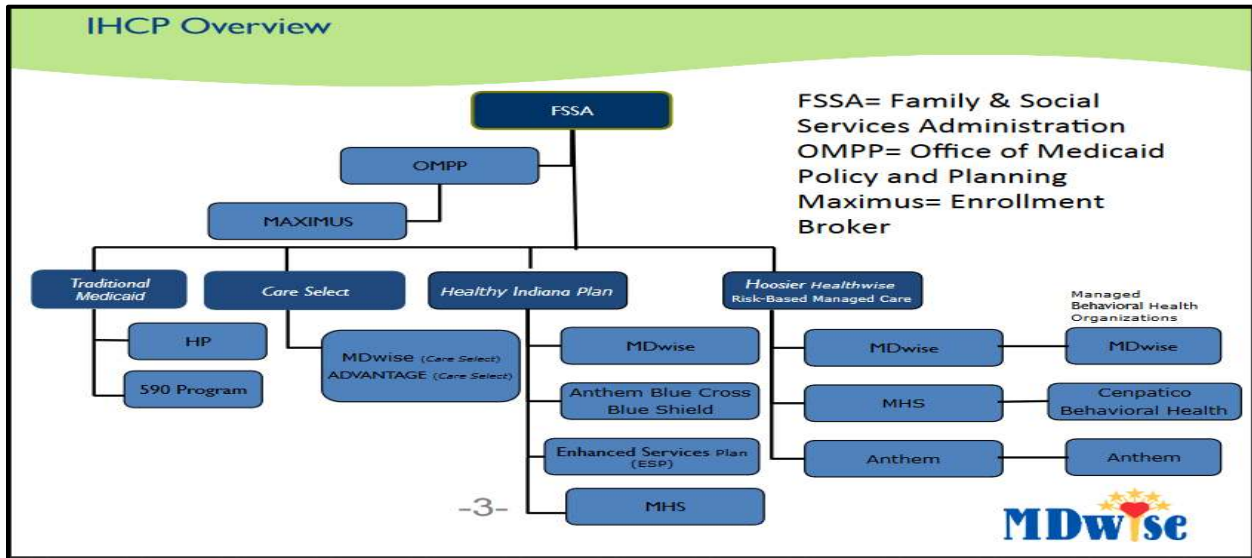 IHCP Overview
FSSA
OMPP
MAXIMUS
FSSA= Family & Social
Services Administration
OMPP= Office of Medicaid
Policy and Planning
Maximus= Enrollment
Broker
Traditional
Medicaid
HP
590 Program
Care Select
MDwise (Care Select)
ADVANTAGE (Care Select)
Healthy Indiana Plan
MDwise
Anthem Blue Cross
Blue Shield
Enhanced Services Plan
(ESP)
MHS
Hoosier Healthwise
Risk-Based Managed Care
MDwise
MHS
Anthem
Managed
Behavioral Health
Organizations
MDwise
Cenpatico
Behavioral Health
Anthem
-3-
MDwise